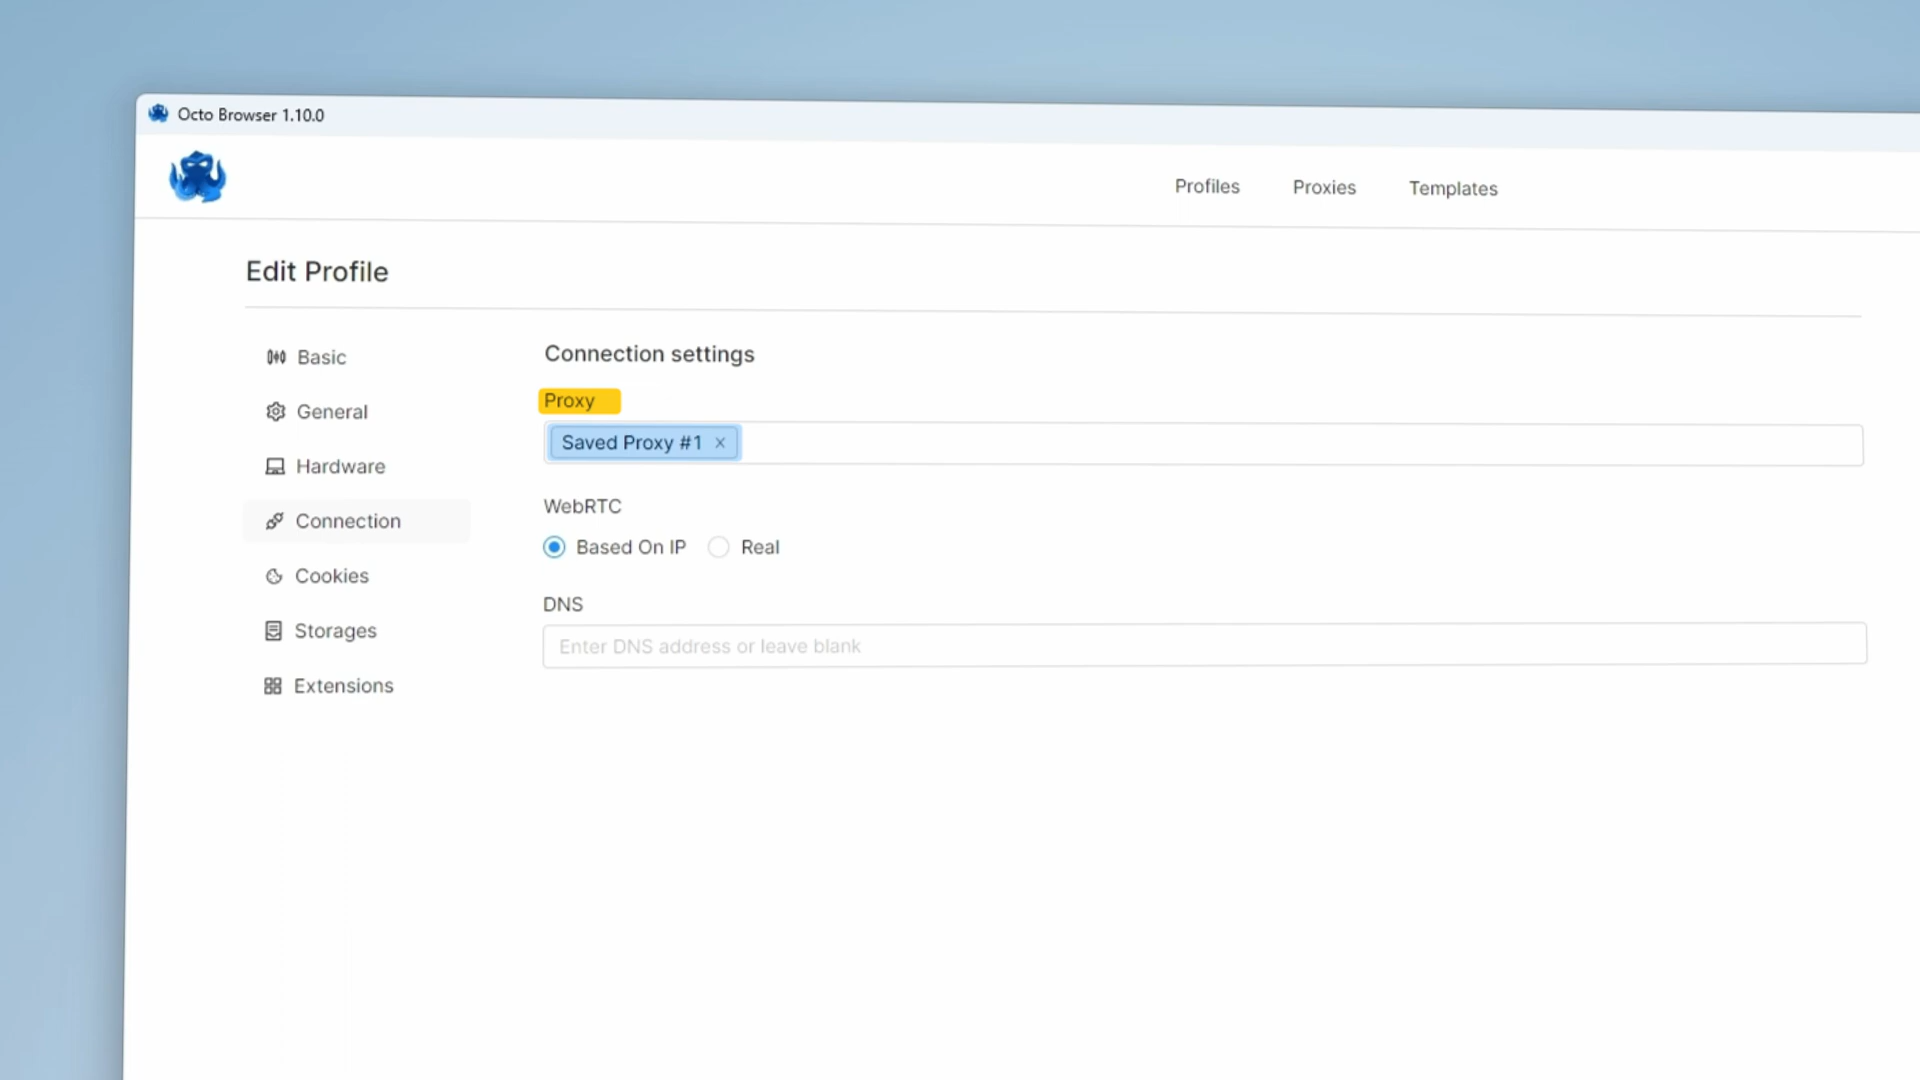 Octo Browser 1.10.0
Profiles
Proxies
Templates
Edit Profile
Basic
General
Hardware
Connection
Cookies
Storages
Extensions
Connection settings
Proxy
Saved Proxy #1 ×
WebRTC
Based On IP
Real
DNS
Enter DNS address or leave blank